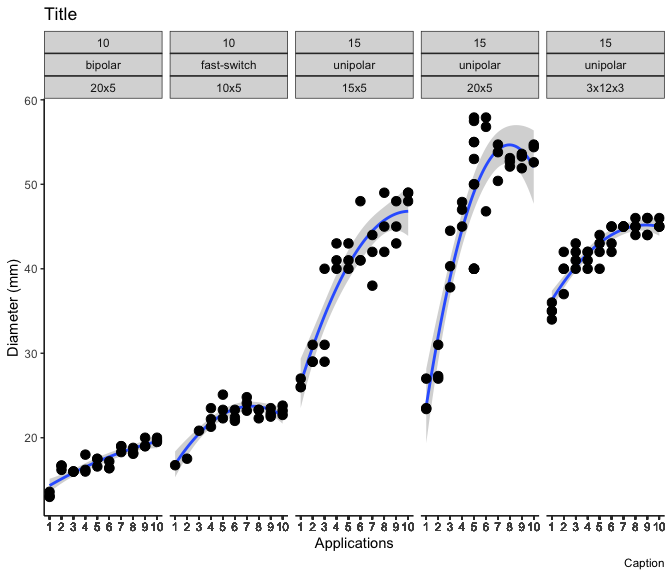 Title
10 10 15 15 15
bipolar fast-switch unipolar unipolar unipolar
20x5 10x5 15x5 20x5 3x12x3
60
50
40
30
20
Diameter (mm)
1 2 3 4 5 6 7 8 9 10 1 2 3 4 5 6 7 8 9 10 1 2 3 4 5 6 7 8 9 10 1 2 3 4 5 6 7 8 9 10 1 2 3 4 5 6 7 8 9 10
Applications
Caption